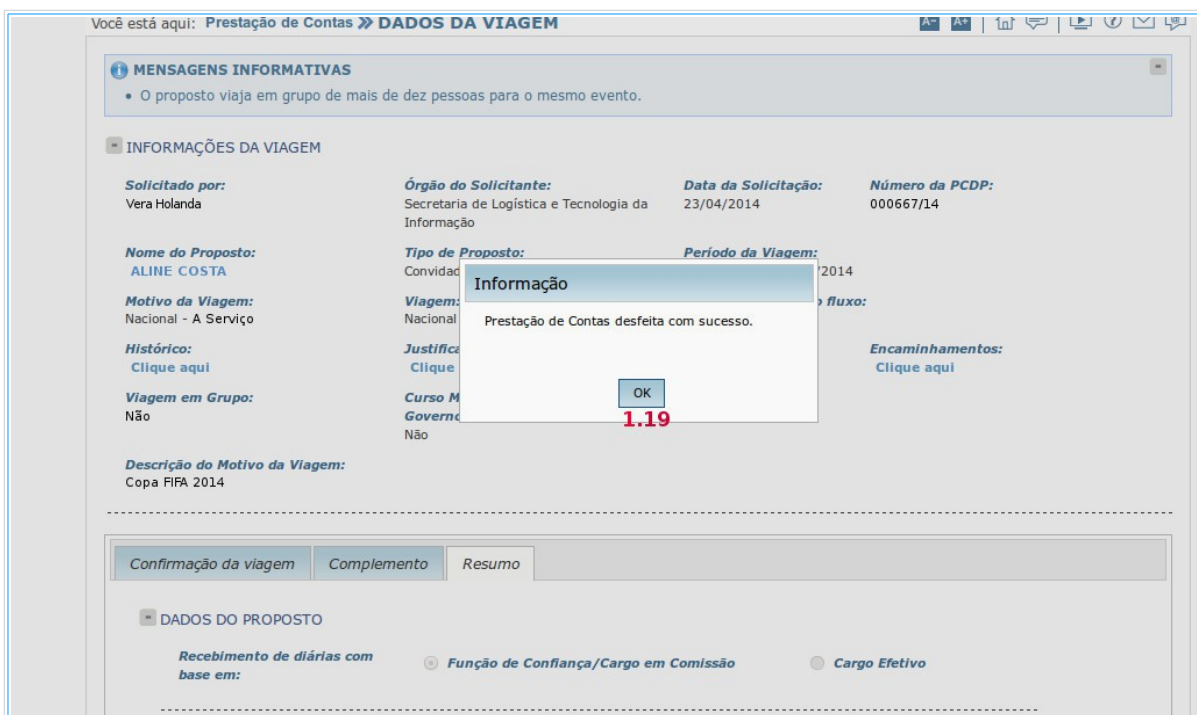 Você está aqui: Prestação de Contas >> DADOS DA VIAGEM
A- A+
MENSAGENS INFORMATIVAS
• O proposto viaja em grupo de mais de dez pessoas para o mesmo evento.
INFORMAÇÕES DA VIAGEM
Solicitado por: Órgão do Solicitante: Data da Solicitação: Número da PCDP:
Vera Holanda Secretaria de Logística e Tecnologia da 23/04/2014 000667/14
Informação
Nome do Proposto: Tipo de Proposto: Período da Viagem:
ALINE COSTA Convidad /2014
Informação
Motivo da Viagem: Viagem: fluxo:
Nacional - A Serviço Nacional
Prestação de Contas desfeita com sucesso.
Histórico: Justifica Encaminhamentos:
Clique aqui Clique Clique aqui
OK
1.19
Viagem em Grupo: Curso M
Não Governo
Não
Descrição do Motivo da Viagem:
Copa FIFA 2014
Confirmação da viagem Complemento Resumo
DADOS DO PROPOSTO
Recebimento de diárias com Função de Confiança/Cargo em Comissão Cargo Efetivo
base em: